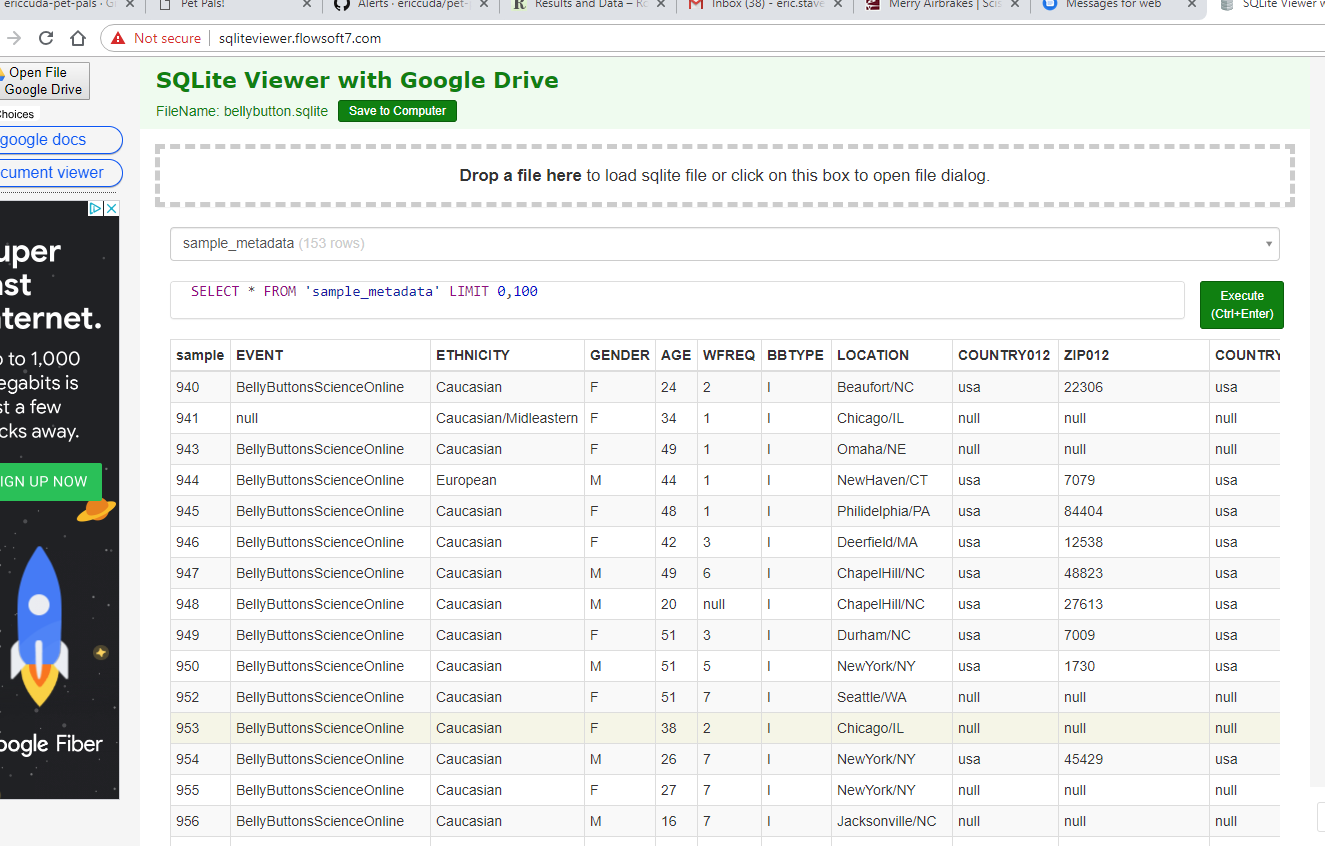 ericcuda-pet-pals · G
Pet Pals!
Alerts · ericcuda/pet-
Results and Data – Ro
Inbox (38) - eric.stave
Merry Airbrakes | Scis
Messages for web
SQLite Viewer w
Not secure | sqliteviewer.flowsoft7.com
Open File
Google Drive
Choices
google docs
cument viewer
uper
ast
ternet.
o to 1,000
egabits is
st a few
cks away.
IGN UP NOW
oogle Fiber
SQLite Viewer with Google Drive
FileName: bellybutton.sqlite Save to Computer
Drop a file here to load sqlite file or click on this box to open file dialog.
sample_metadata (153 rows)
SELECT * FROM 'sample_metadata' LIMIT 0,100
Execute
(Ctrl+Enter)
sample EVENT ETHNICITY GENDER AGE WFREQ BBTYPE LOCATION COUNTRY012 ZIP012 COUNTRY
940 BellyButtonsScienceOnline Caucasian F 24 2 I Beaufort/NC usa 22306 usa
941 null Caucasian/Midleastern F 34 1 I Chicago/IL null null null
943 BellyButtonsScienceOnline Caucasian F 49 1 I Omaha/NE null null null
944 BellyButtonsScienceOnline European M 44 1 I NewHaven/CT usa 7079 usa
945 BellyButtonsScienceOnline Caucasian F 48 1 I Philidelphia/PA usa 84404 usa
946 BellyButtonsScienceOnline Caucasian F 42 3 I Deerfield/MA usa 12538 usa
947 BellyButtonsScienceOnline Caucasian M 49 6 I ChapelHill/NC usa 48823 usa
948 BellyButtonsScienceOnline Caucasian M 20 null I ChapelHill/NC usa 27613 usa
949 BellyButtonsScienceOnline Caucasian F 51 3 I Durham/NC usa 7009 usa
950 BellyButtonsScienceOnline Caucasian M 51 5 I NewYork/NY usa 1730 usa
952 BellyButtonsScienceOnline Caucasian F 51 7 I Seattle/WA null null null
953 BellyButtonsScienceOnline Caucasian F 38 2 I Chicago/IL null null null
954 BellyButtonsScienceOnline Caucasian M 26 7 I NewYork/NY usa 45429 usa
955 BellyButtonsScienceOnline Caucasian F 27 7 I NewYork/NY null null null
956 BellyButtonsScienceOnline Caucasian M 16 7 I Jacksonville/NC null null null